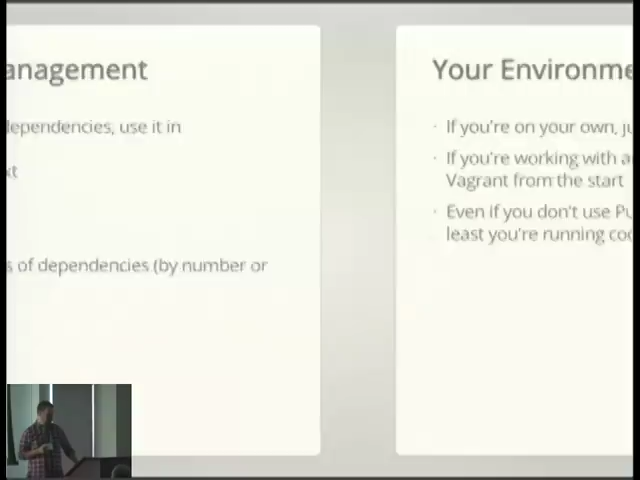 anagement
dependencies, use it in
xt
s of dependencies (by number or
Your Environme
If you're on your own, ju
If you're working with a
Vagrant from the start
Even if you don't use Pu
least you're running co